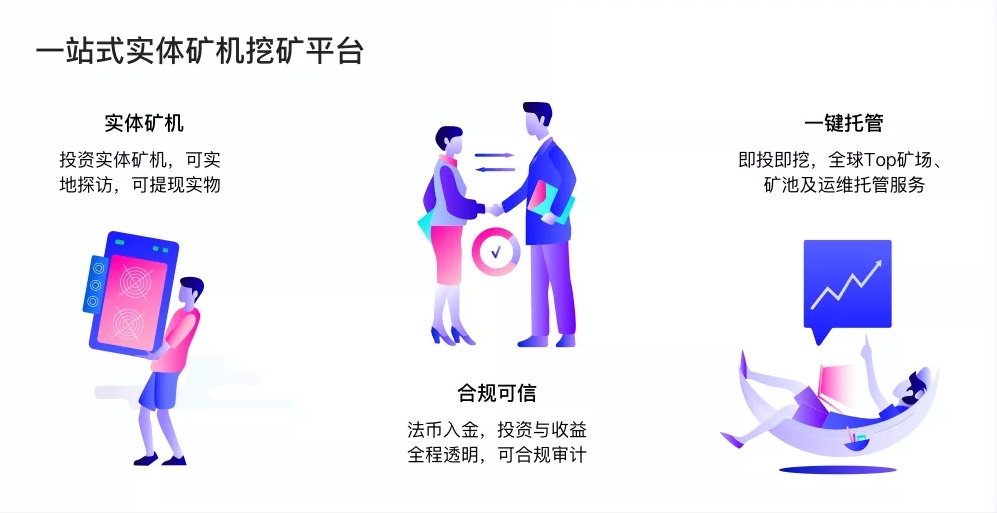 一站式实体矿机挖矿平台
实体矿机
投资实体矿机，可实
地探访，可提现实物
合规可信
法币入金，投资与收益
全程透明，可合规审计
一键托管
即投即挖，全球Top矿场、
矿池及运维托管服务